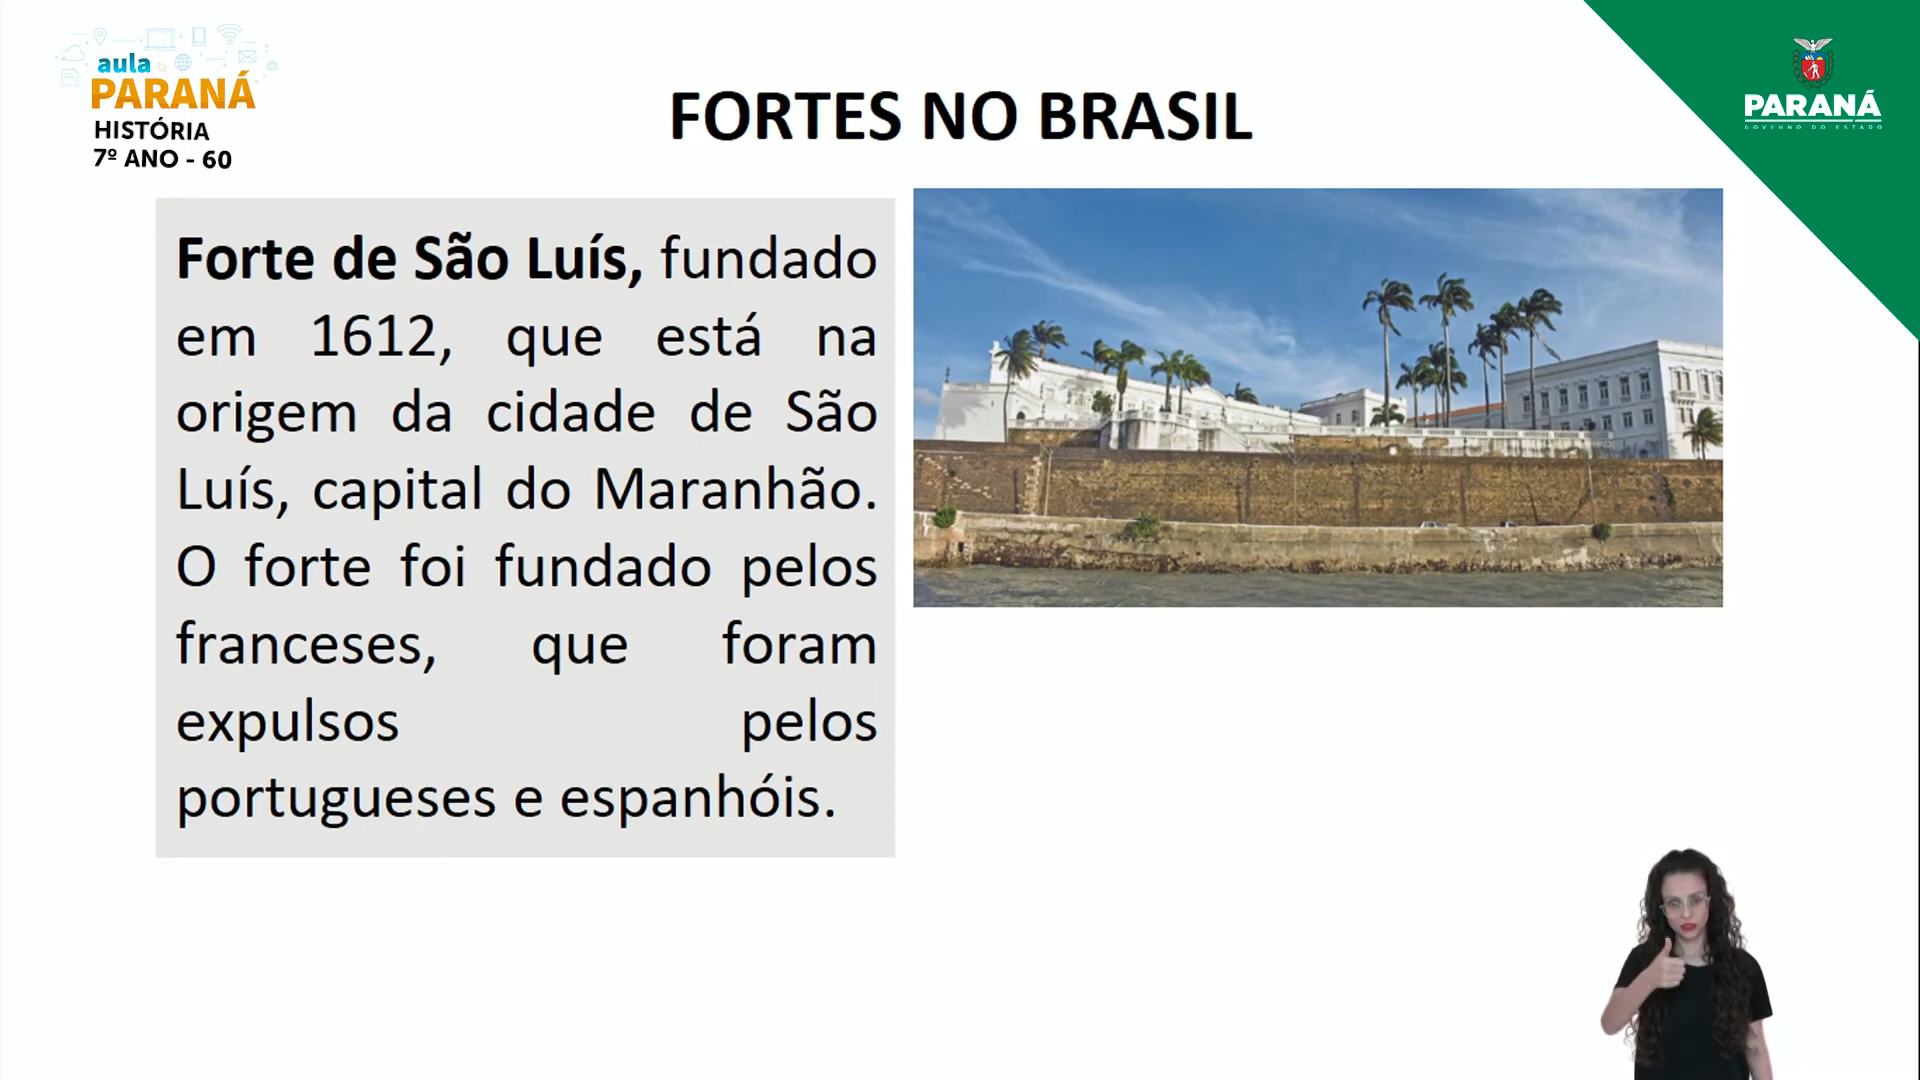 aula
PARANÁ
HISTÓRIA
7º ANO - 60
FORTES NO BRASIL
PARANÁ
GOVERNO DO ESTADO
Forte de São Luís, fundado
em 1612, que está na
origem da cidade de São
Luís, capital do Maranhão.
O forte foi fundado pelos
franceses, que foram
expulsos pelos
portugueses e espanhóis.